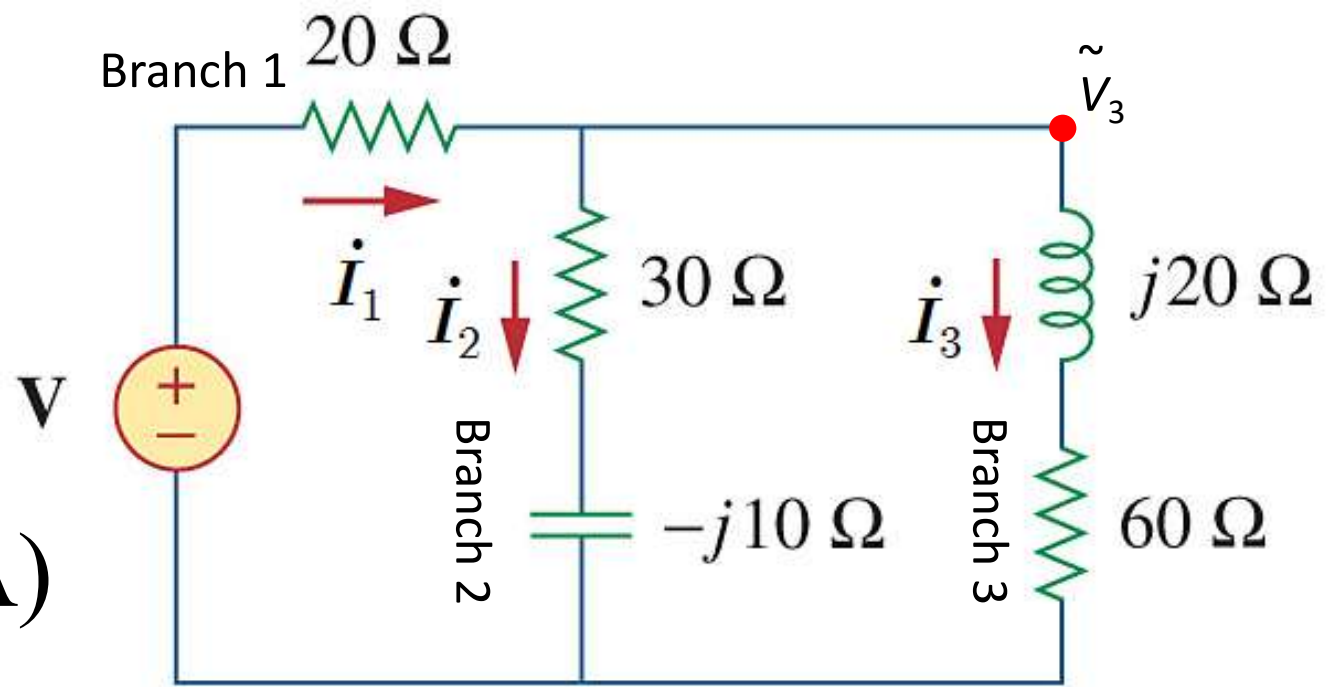 20 Ω
Branch 1
Ṽ₃
İ₁
İ₂
30 Ω
İ₃
j20 Ω
V
+
−
Branch 2
−j10 Ω
Branch 3
60 Ω
)